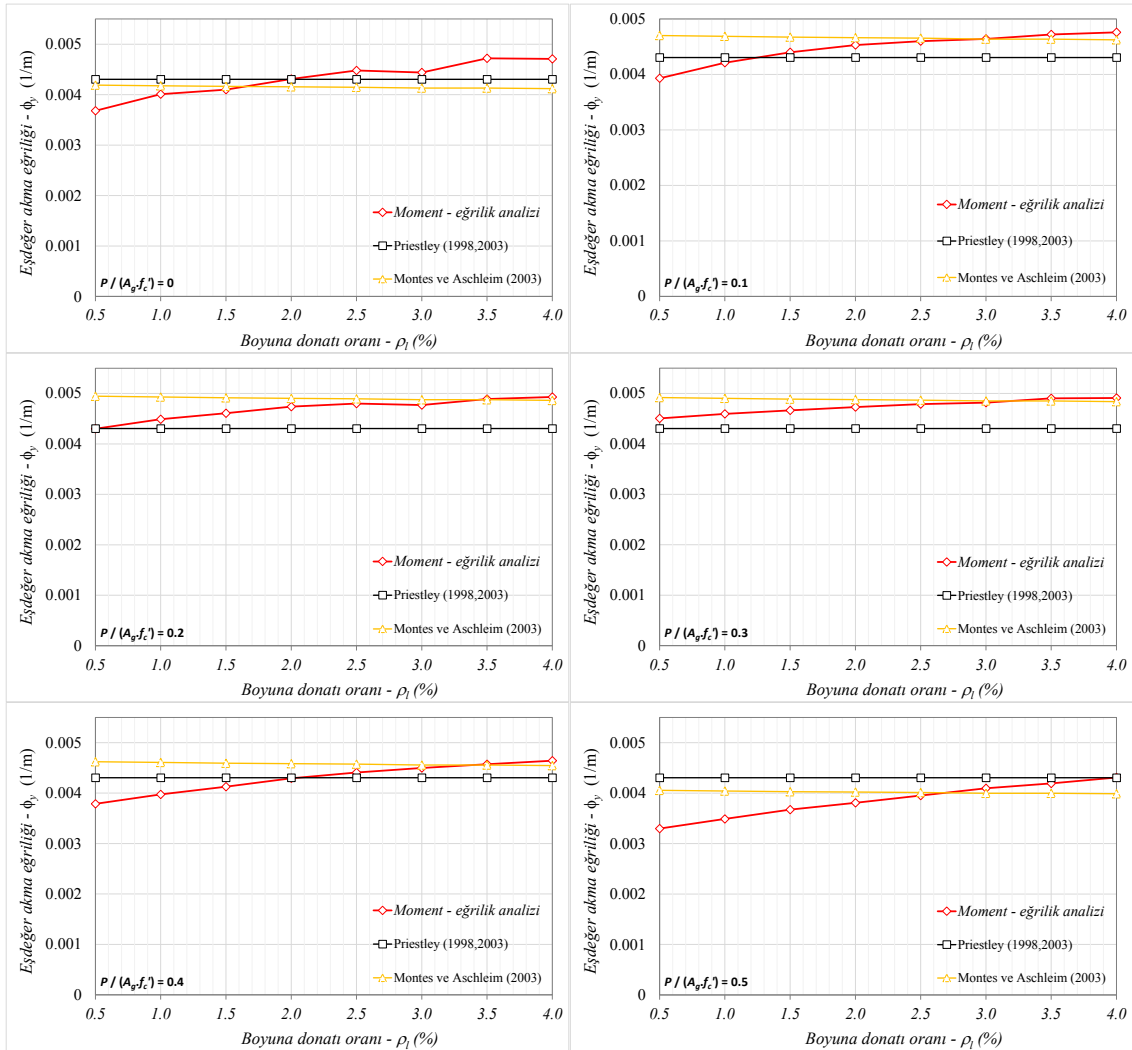 Eşdeğer akma eğriliği - ϕy (1/m)
0.005
0.004
0.003
0.002
0.001
0
Moment - eğrilik analizi
Priestley (1998,2003)
Montes ve Aschleim (2003)
P / (Ag.fc') = 0
0.5 1.0 1.5 2.0 2.5 3.0 3.5 4.0
Boyuna donatı oranı - ρl (%)
Eşdeğer akma eğriliği - ϕy (1/m)
0.005
0.004
0.003
0.002
0.001
0
Moment - eğrilik analizi
Priestley (1998,2003)
Montes ve Aschleim (2003)
P / (Ag.fc') = 0.1
0.5 1.0 1.5 2.0 2.5 3.0 3.5 4.0
Boyuna donatı oranı - ρl (%)
Eşdeğer akma eğriliği - ϕy (1/m)
0.005
0.004
0.003
0.002
0.001
0
Moment - eğrilik analizi
Priestley (1998,2003)
Montes ve Aschleim (2003)
P / (Ag.fc') = 0.2
0.5 1.0 1.5 2.0 2.5 3.0 3.5 4.0
Boyuna donatı oranı - ρl (%)
Eşdeğer akma eğriliği - ϕy (1/m)
0.005
0.004
0.003
0.002
0.001
0
Moment - eğrilik analizi
Priestley (1998,2003)
Montes ve Aschleim (2003)
P / (Ag.fc') = 0.3
0.5 1.0 1.5 2.0 2.5 3.0 3.5 4.0
Boyuna donatı oranı - ρl (%)
Eşdeğer akma eğriliği - ϕy (1/m)
0.005
0.004
0.003
0.002
0.001
0
Moment - eğrilik analizi
Priestley (1998,2003)
Montes ve Aschleim (2003)
P / (Ag.fc') = 0.4
0.5 1.0 1.5 2.0 2.5 3.0 3.5 4.0
Boyuna donatı oranı - ρl (%)
Eşdeğer akma eğriliği - ϕy (1/m)
0.005
0.004
0.003
0.002
0.001
0
Moment - eğrilik analizi
Priestley (1998,2003)
Montes ve Aschleim (2003)
P / (Ag.fc') = 0.5
0.5 1.0 1.5 2.0 2.5 3.0 3.5 4.0
Boyuna donatı oranı - ρl (%)